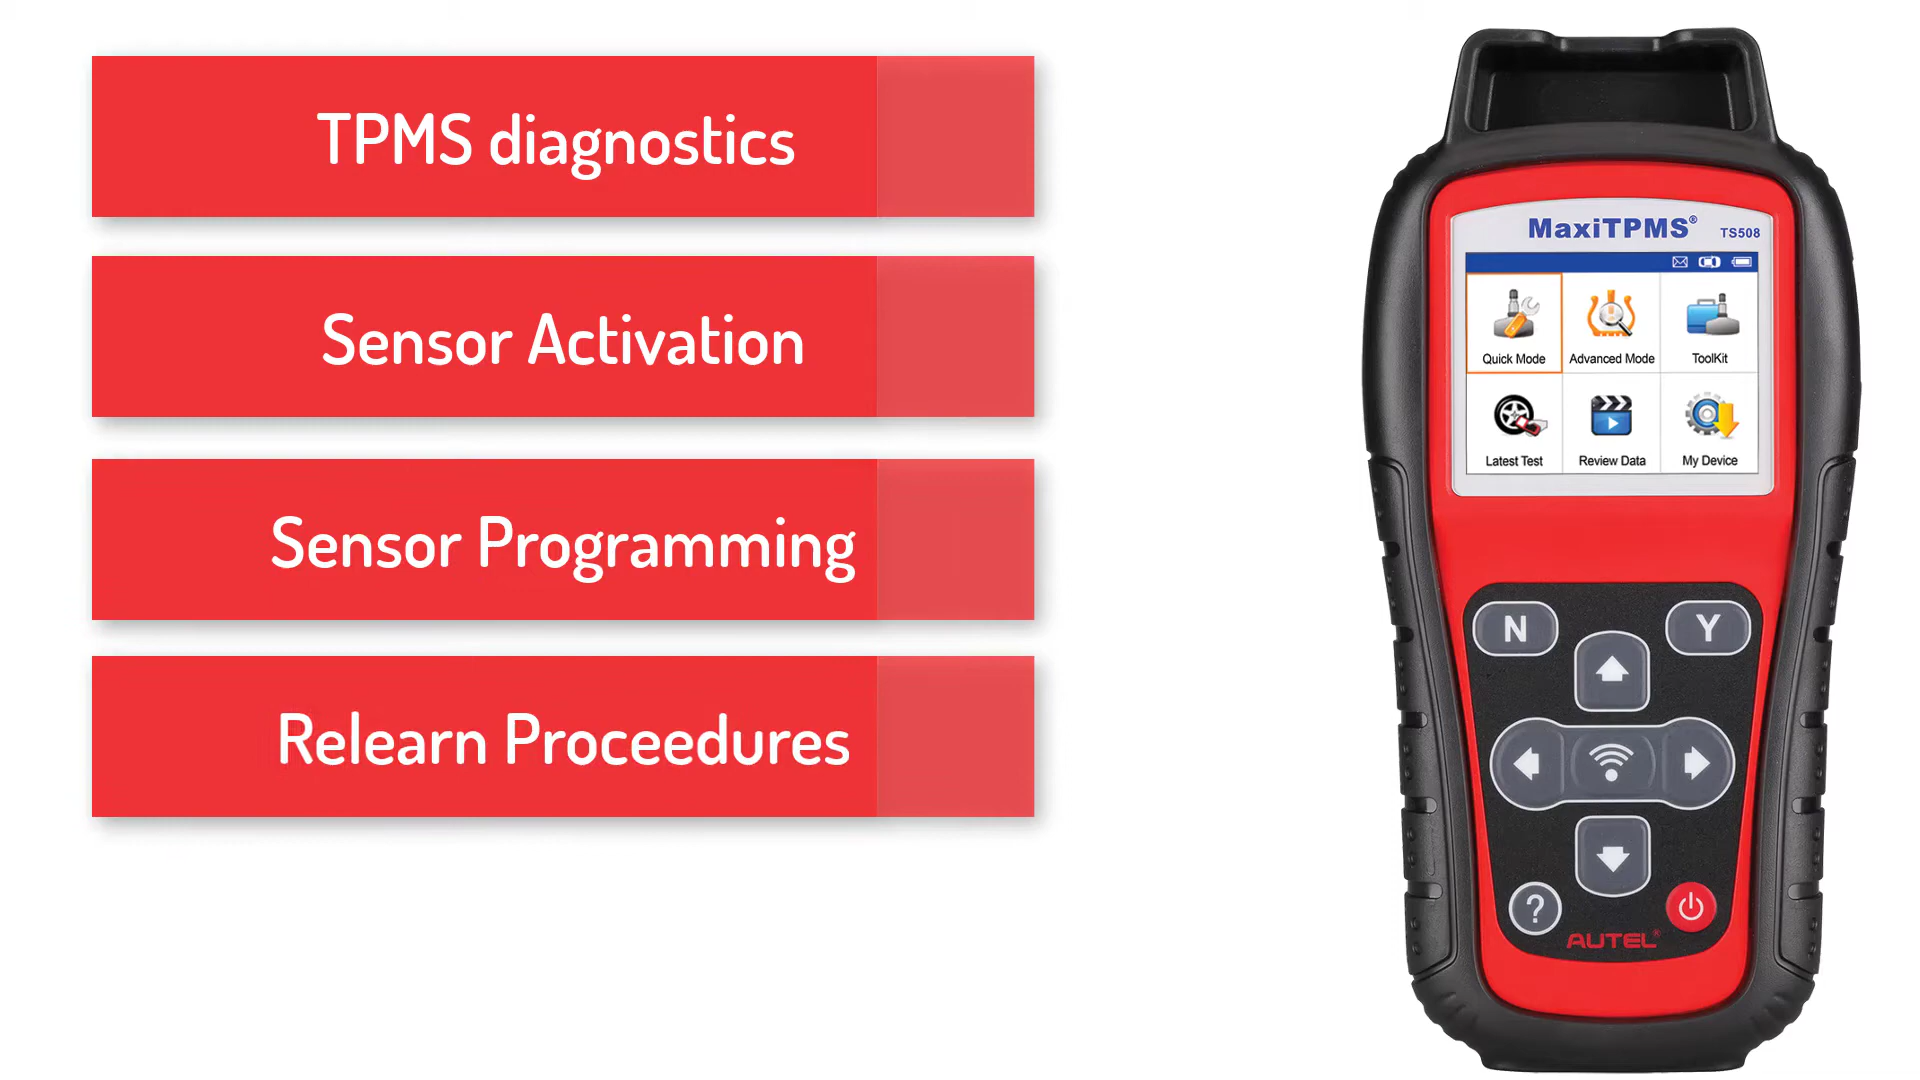 TPMS diagnostics
Sensor Activation
Sensor Programming
Relearn Proceedures
MaxiTPMS® TS508
Quick Mode Advanced Mode ToolKit
Latest Test Review Data My Device
N Y
?
AUTEL®